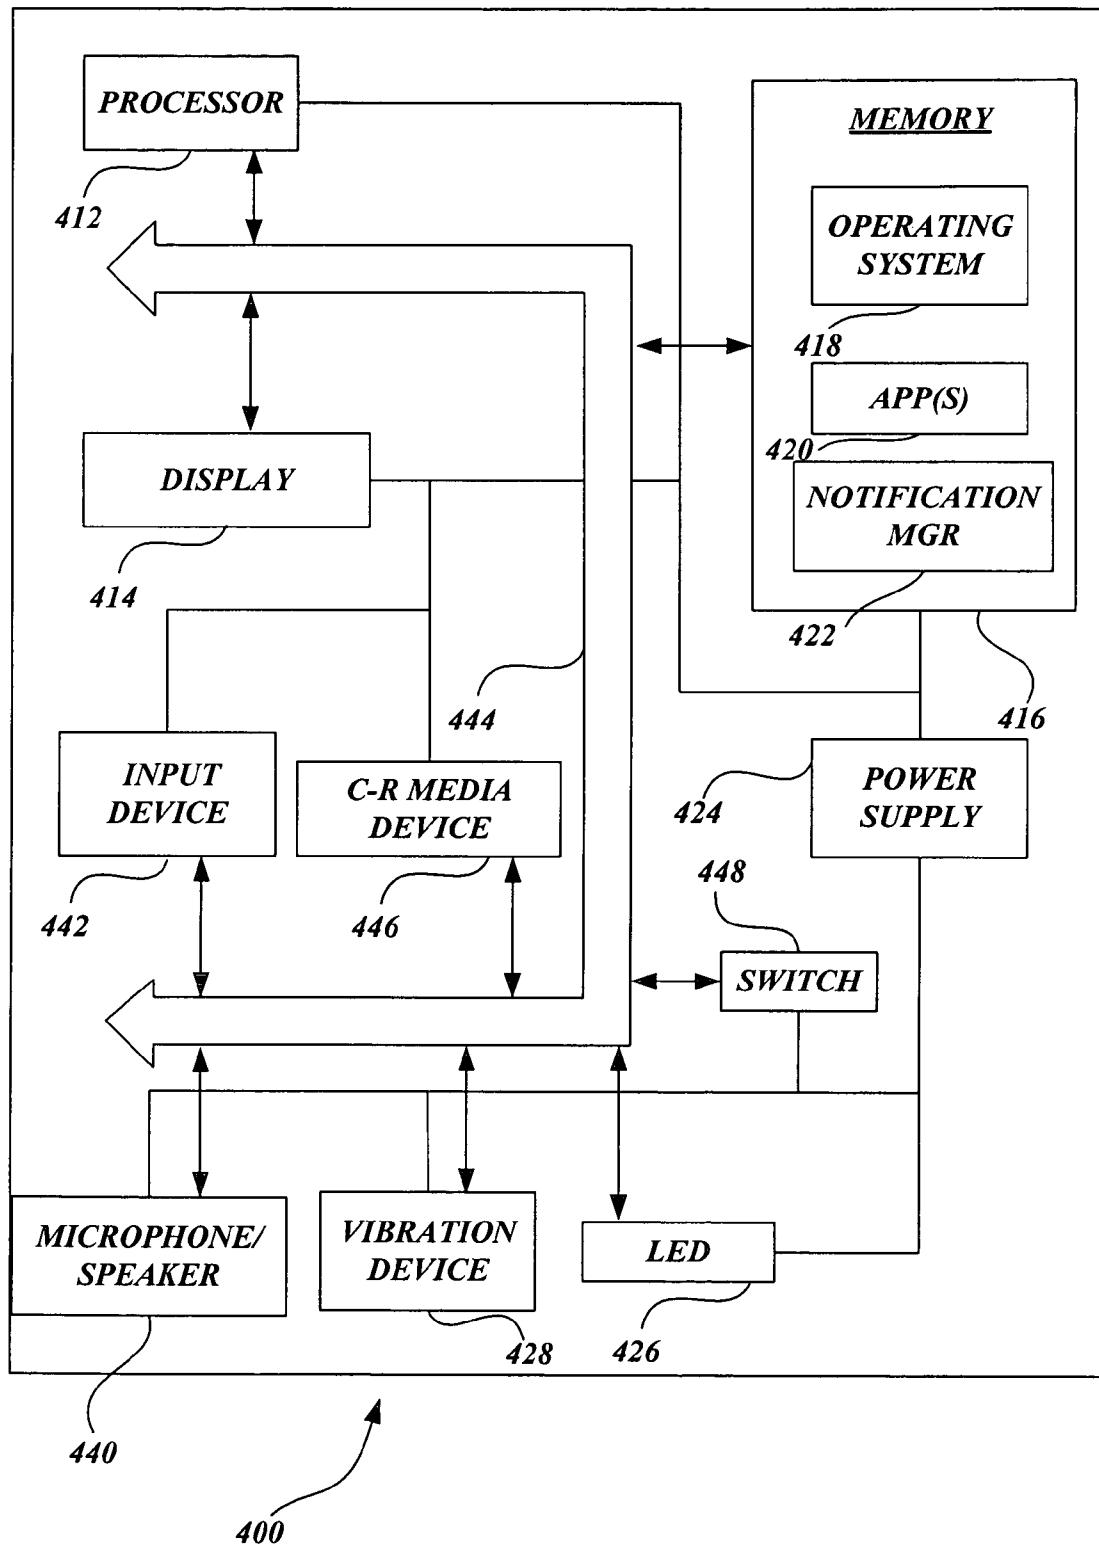 PROCESSOR
412
MEMORY
OPERATING
SYSTEM
418
APP(S)
420
NOTIFICATION
MGR
422
416
DISPLAY
414
444
INPUT
DEVICE
442
C-R MEDIA
DEVICE
446
POWER
SUPPLY
424
448
SWITCH
MICROPHONE/
SPEAKER
440
VIBRATION
DEVICE
428
LED
426
400